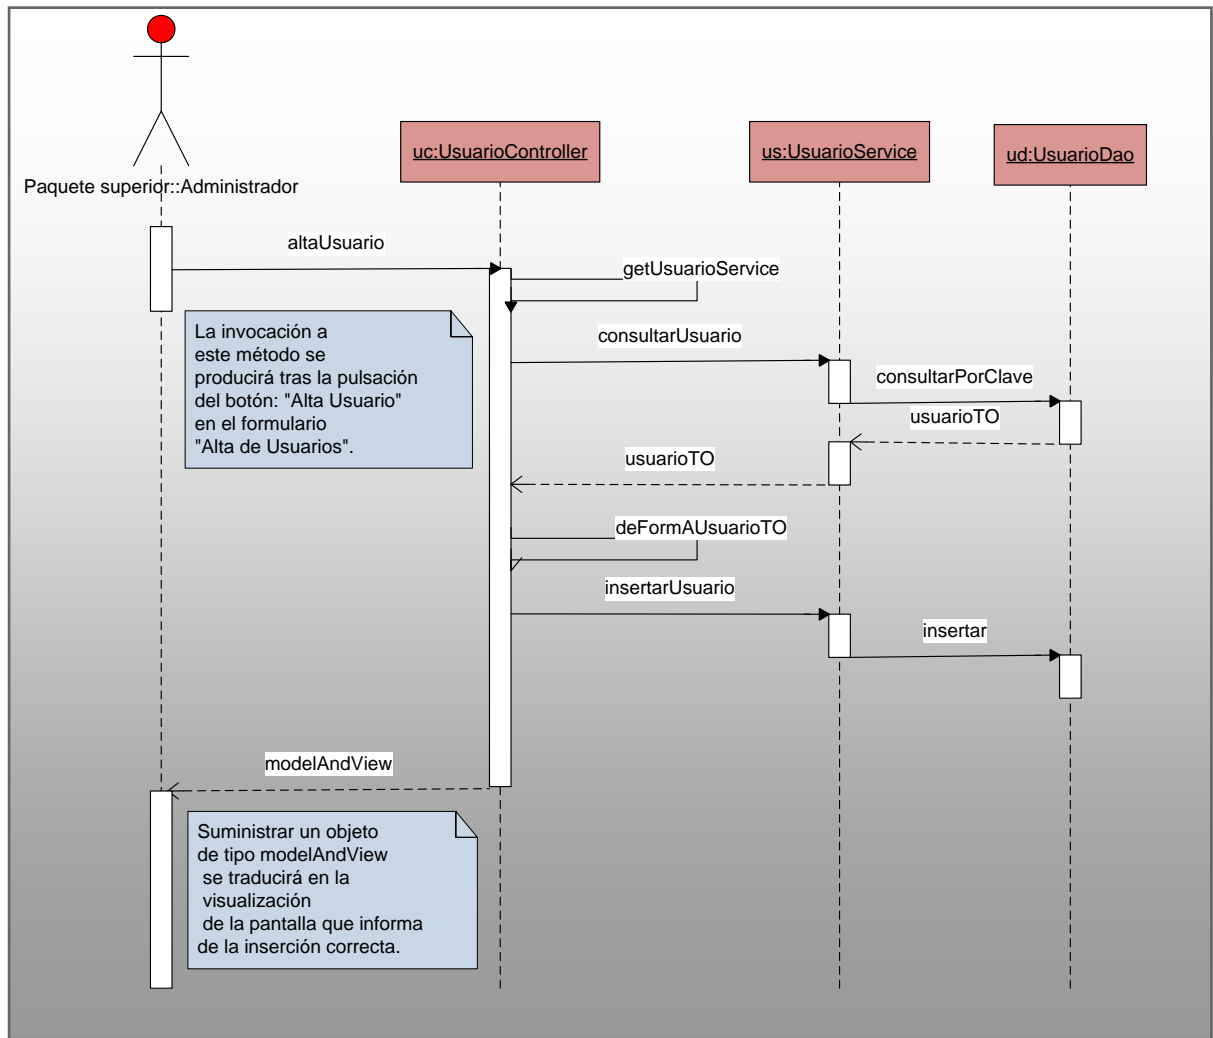 Paquete superior::Administrador
uc:UsuarioController
us:UsuarioService
ud:UsuarioDao
altaUsuario
getUsuarioService
La invocación a
este método se
producirá tras la pulsación
del botón: "Alta Usuario"
en el formulario
"Alta de Usuarios".
consultarUsuario
consultarPorClave
usuarioTO
usuarioTO
deFormAUsuarioTO
insertarUsuario
insertar
modelAndView
Suministrar un objeto
de tipo modelAndView
se traducirá en la
visualización
de la pantalla que informa
de la inserción correcta.